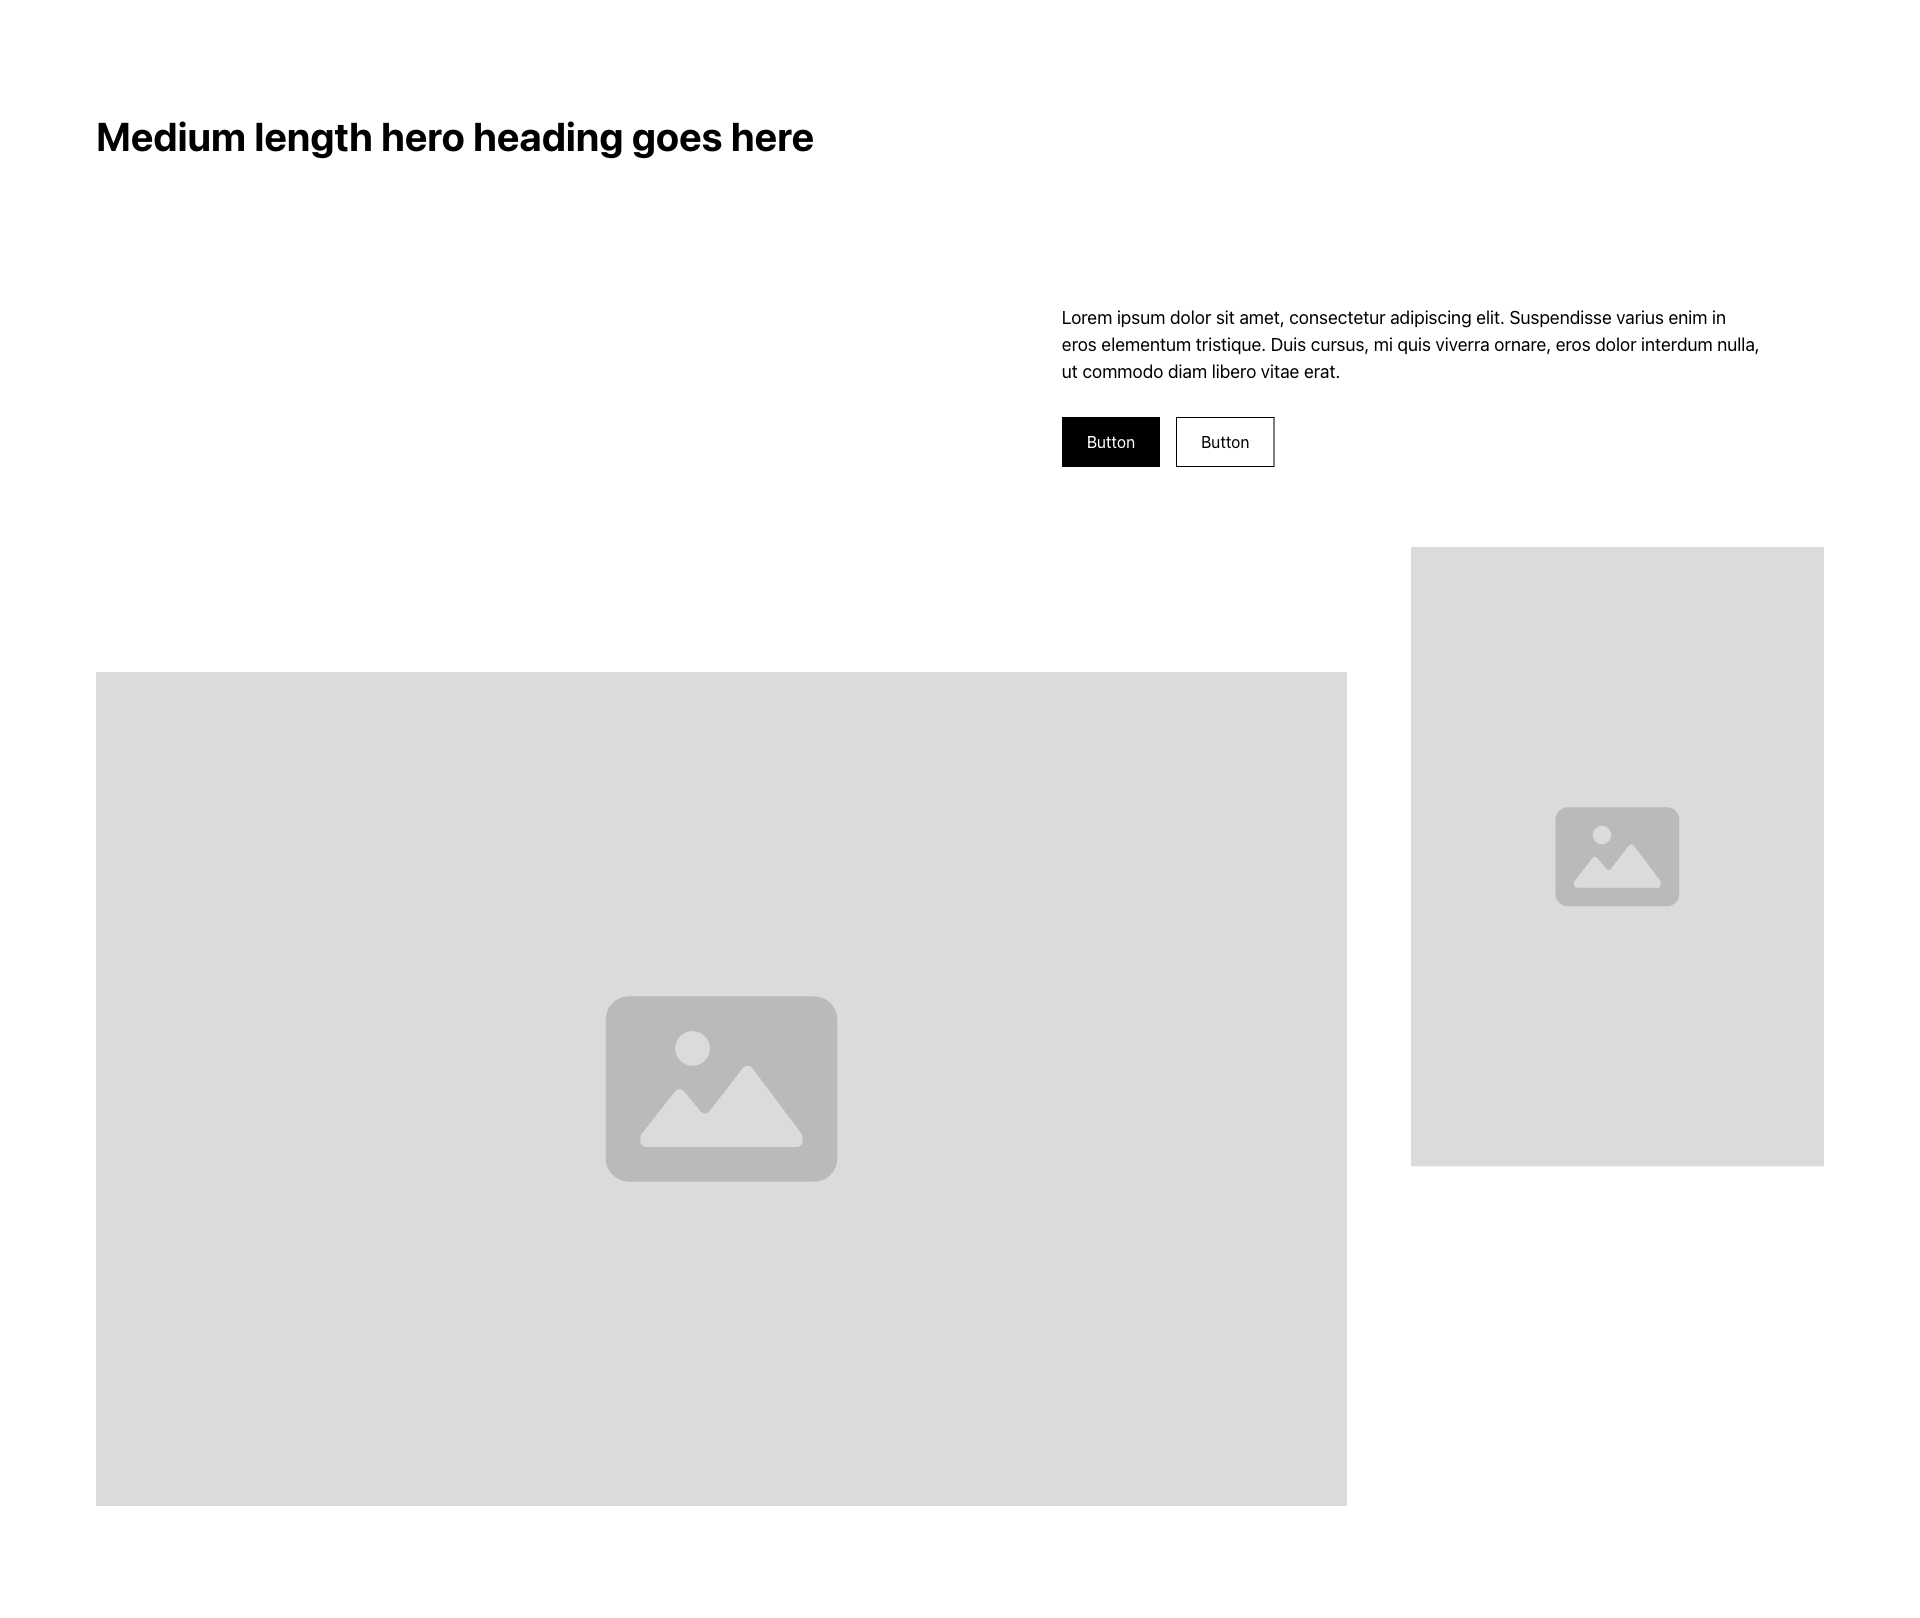 Medium length hero heading goes here
Lorem ipsum dolor sit amet, consectetur adipiscing elit. Suspendisse varius enim in
eros elementum tristique. Duis cursus, mi quis viverra ornare, eros dolor interdum nulla,
ut commodo diam libero vitae erat.
Button
Button